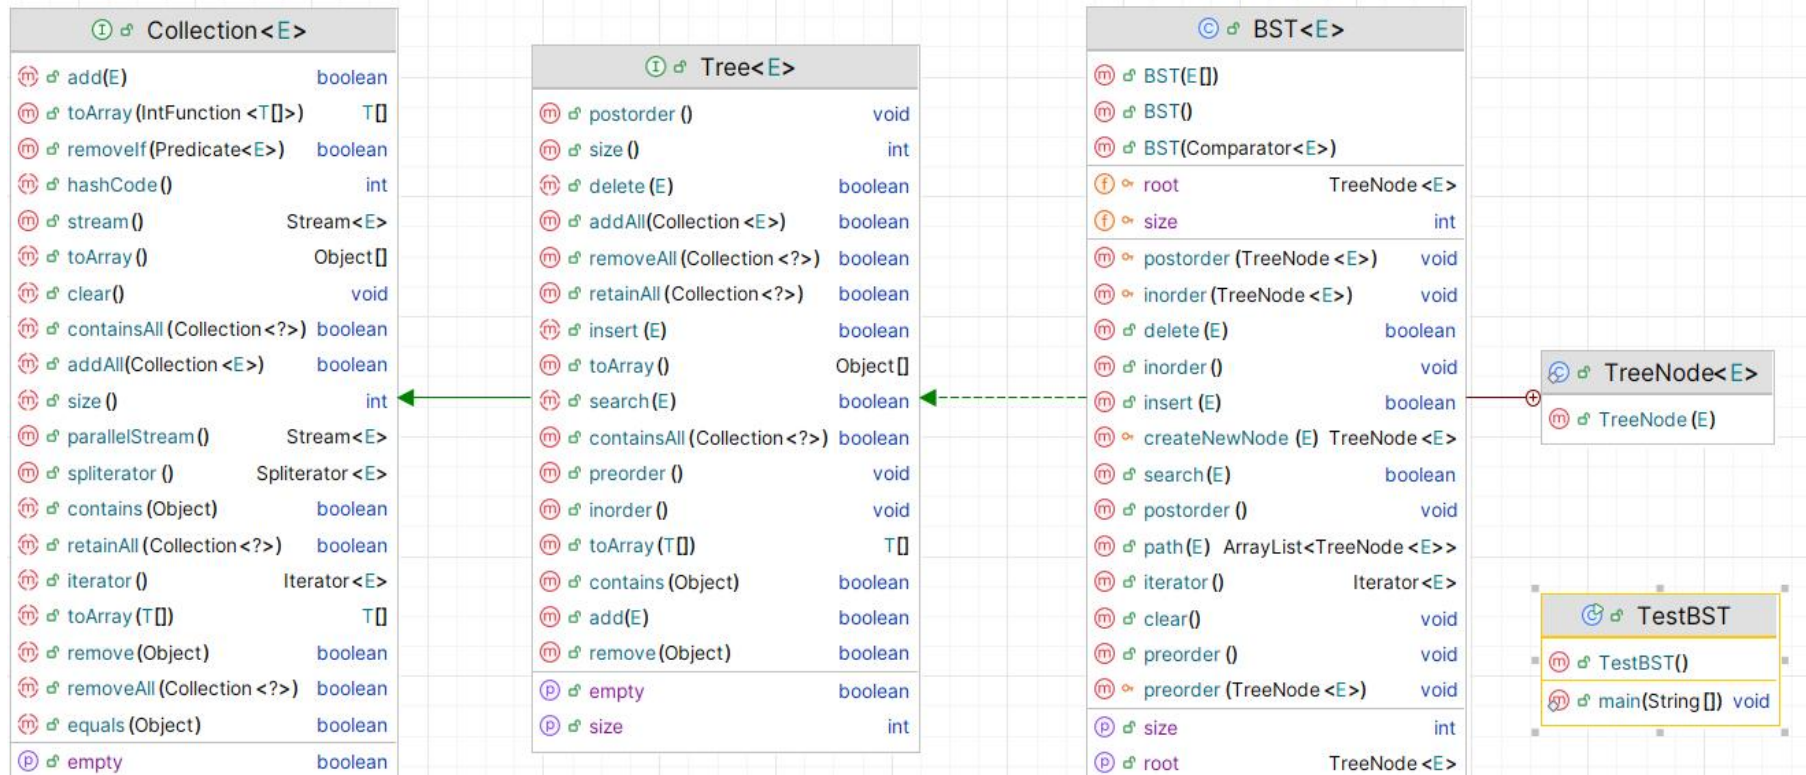 Collection<E>
add(E) boolean
toArray(IntFunction<T[]>) T[]
removeIf(Predicate<E>) boolean
hashCode() int
stream() Stream<E>
toArray() Object[]
clear() void
containsAll(Collection<?>) boolean
addAll(Collection<E>) boolean
size() int
parallelStream() Stream<E>
spliterator() Spliterator<E>
contains(Object) boolean
retainAll(Collection<?>) boolean
iterator() Iterator<E>
toArray(T[]) T[]
remove(Object) boolean
removeAll(Collection<?>) boolean
equals(Object) boolean
empty boolean
Tree<E>
postorder() void
size() int
delete(E) boolean
addAll(Collection<E>) boolean
removeAll(Collection<?>) boolean
retainAll(Collection<?>) boolean
insert(E) boolean
toArray() Object[]
search(E) boolean
containsAll(Collection<?>) boolean
preorder() void
inorder() void
toArray(T[]) T[]
contains(Object) boolean
add(E) boolean
remove(Object) boolean
empty boolean
size int
BST<E>
BST(E[])
BST()
BST(Comparator<E>)
root TreeNode<E>
size int
postorder(TreeNode<E>) void
inorder(TreeNode<E>) void
delete(E) boolean
inorder() void
insert(E) boolean
createNewNode(E) TreeNode<E>
search(E) boolean
postorder() void
path(E) ArrayList<TreeNode<E>>
iterator() Iterator<E>
clear() void
preorder() void
preorder(TreeNode<E>) void
size int
root TreeNode<E>
TreeNode<E>
TreeNode(E)
TestBST
TestBST()
main(String[]) void